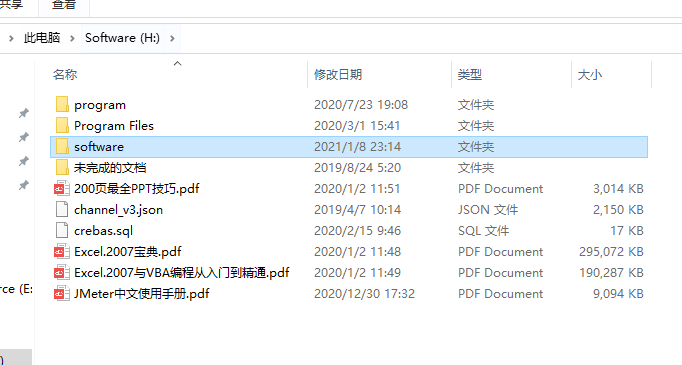 共享 查看
此电脑 Software (H:)
名称 修改日期 类型 大小
program 2020/7/23 19:08 文件夹
Program Files 2020/3/1 15:41 文件夹
software 2021/1/8 23:14 文件夹
未完成的文档 2019/8/24 5:20 文件夹
200页最全PPT技巧.pdf 2020/1/2 11:51 PDF Document 3,014 KB
channel_v3.json 2019/4/7 10:14 JSON 文件 2,150 KB
crebas.sql 2020/2/15 9:46 SQL 文件 17 KB
Excel.2007宝典.pdf 2020/1/2 11:48 PDF Document 295,072 KB
Excel.2007与VBA编程从入门到精通.pdf 2020/1/2 11:49 PDF Document 190,287 KB
rce (E: JMeter中文使用手册.pdf 2020/12/30 17:32 PDF Document 9,094 KB
)